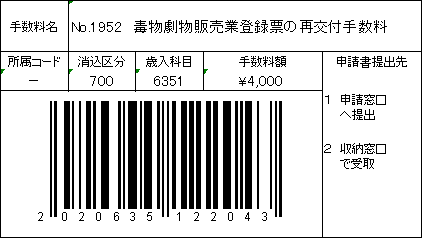 手数料名 No.1952 毒物劇物販売業登録票の再交付手数料
所属コード 消込区分 歳入科目 手数料額 申請書提出先
－ 700 6351 ¥4,000
1 申請窓口
へ提出
2 収納窓口
で受取
2 0 2 0 6 3 5 1 2 2 0 4 3